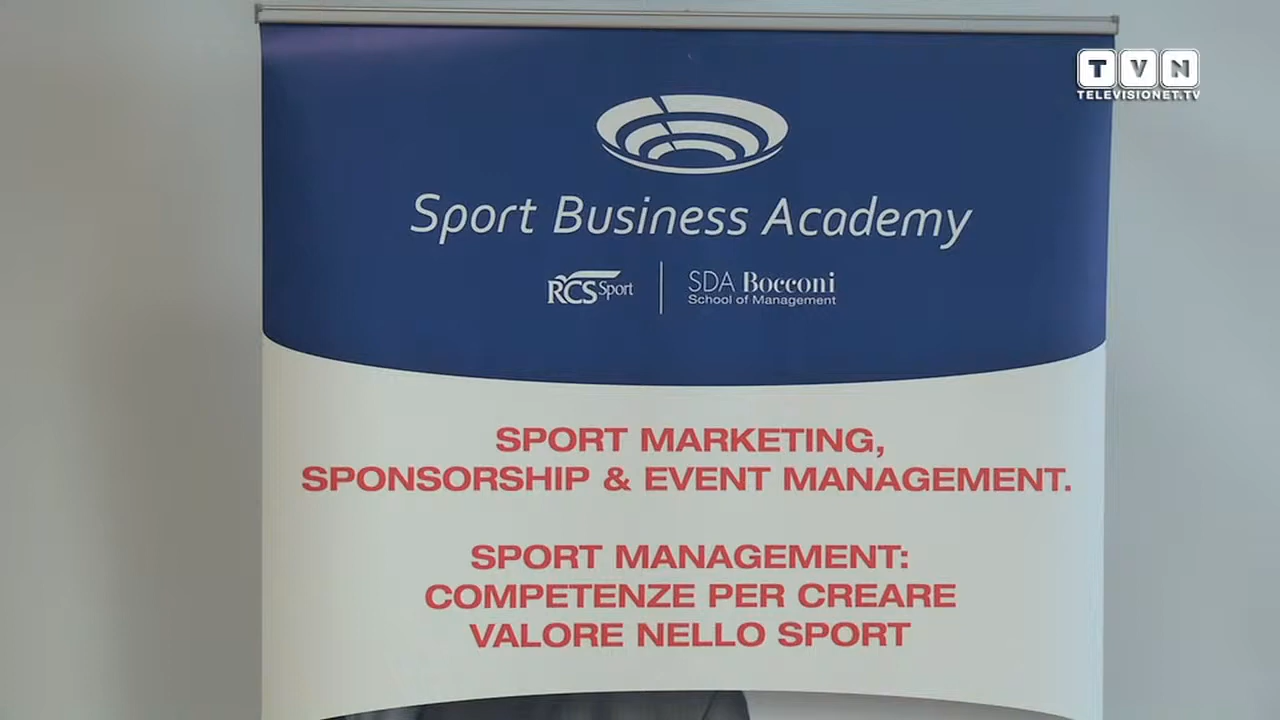 TVN
TELEVISIONET.TV
Sport Business Academy
RCS Sport
SDA Bocconi
School of Management
SPORT MARKETING,
SPONSORSHIP & EVENT MANAGEMENT.
SPORT MANAGEMENT:
COMPETENZE PER CREARE
VALORE NELLO SPORT